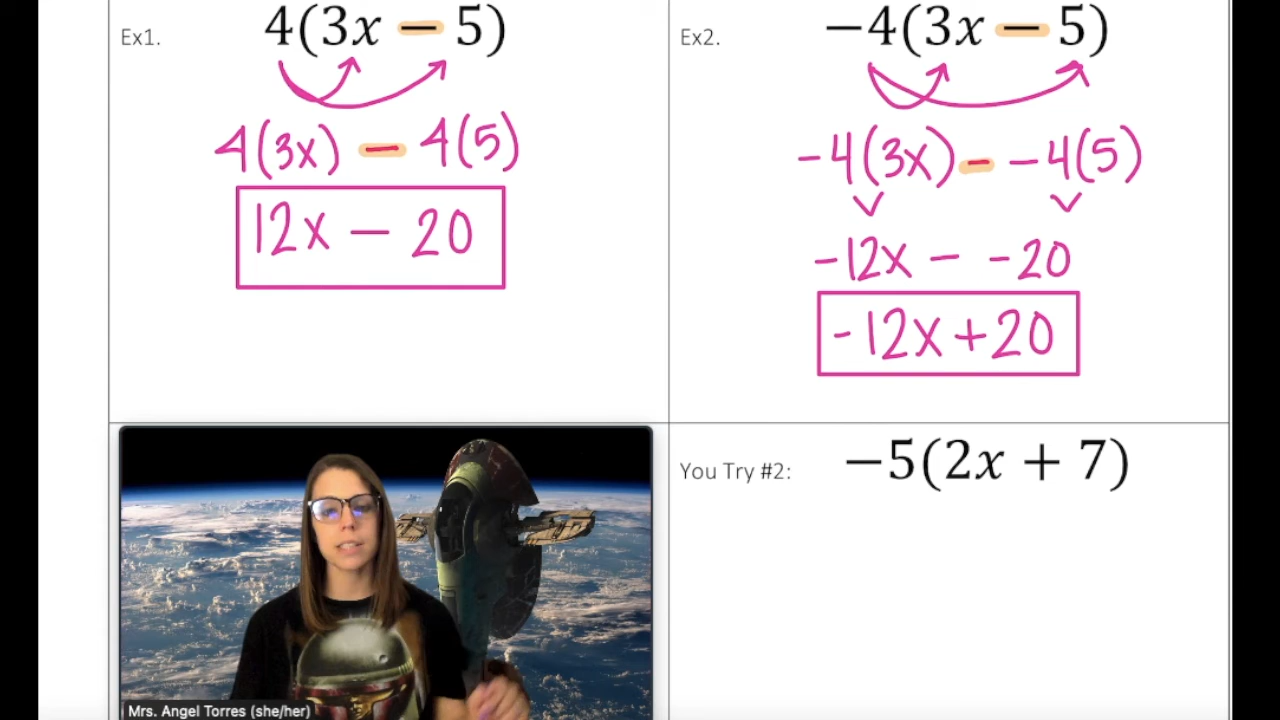 Ex1. 4(3x − 5)
4(3x) − 4(5)
12x − 20
Ex2. −4(3x − 5)
-4(3x) - -4(5)
-12x - -20
-12x + 20
You Try #2: −5(2x + 7)
Mrs. Angel Torres (she/her)